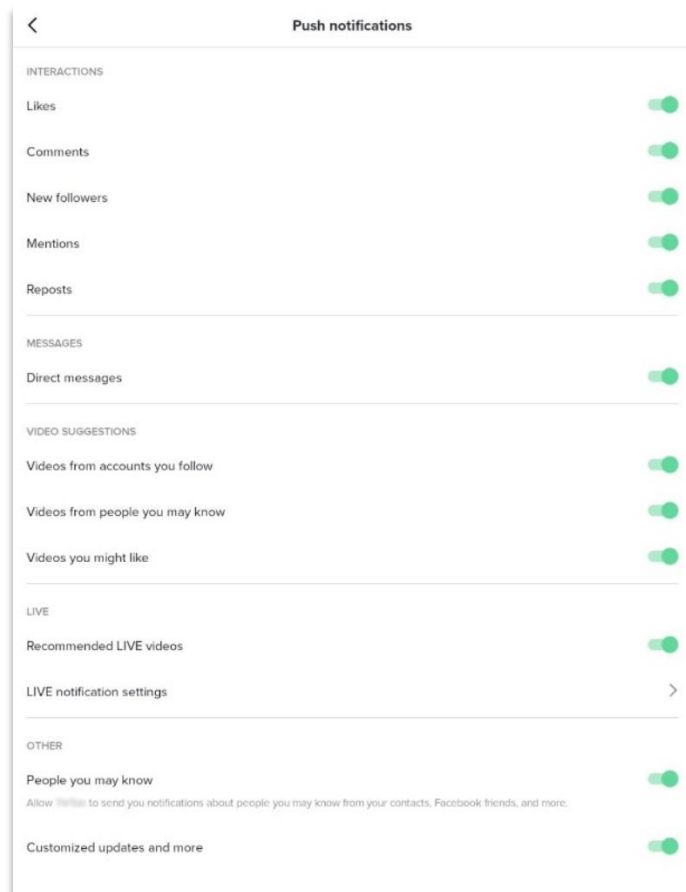 Push notifications
INTERACTIONS
Likes
Comments
New followers
Mentions
Reposts
MESSAGES
Direct messages
VIDEO SUGGESTIONS
Videos from accounts you follow
Videos from people you may know
Videos you might like
LIVE
Recommended LIVE videos
LIVE notification settings
OTHER
People you may know
Allow to send you notifications about people you may know from your contacts, Facebook friends, and more.
Customized updates and more